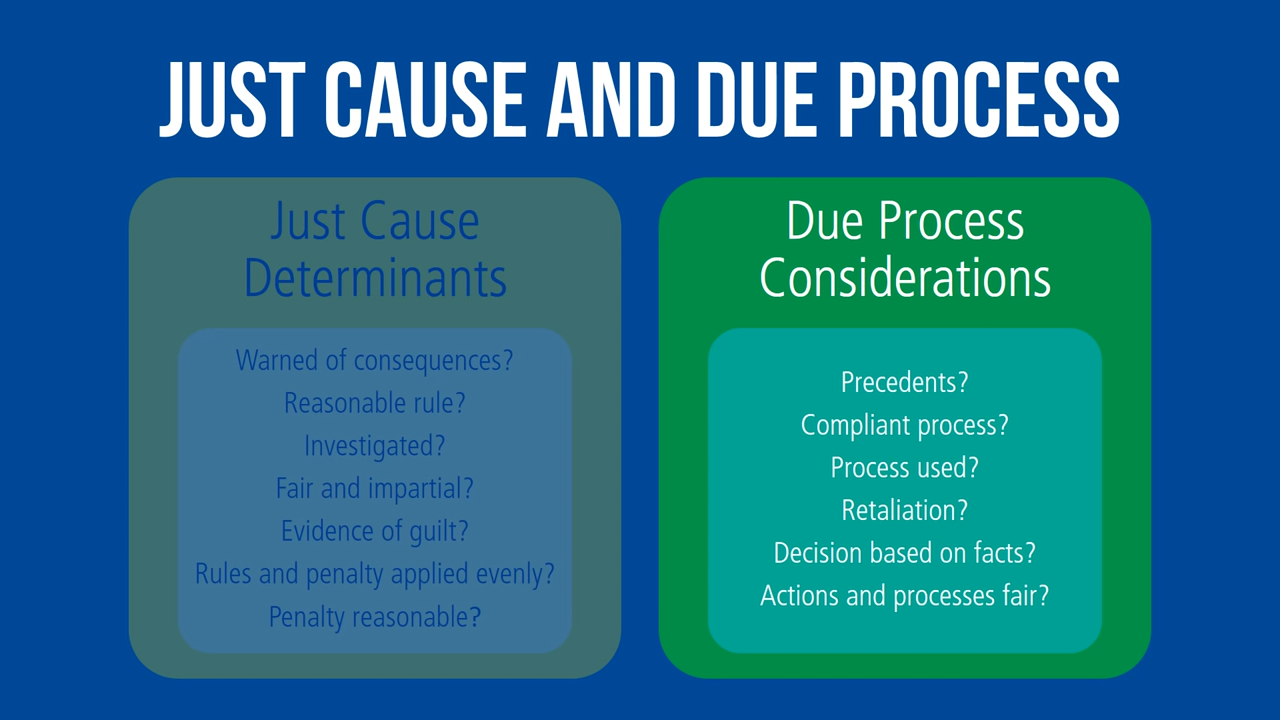 JUST CAUSE AND DUE PROCESS
Just Cause
Determinants
Warned of consequences?
Reasonable rule?
Investigated?
Fair and impartial?
Evidence of guilt?
Rules and penalty applied evenly?
Penalty reasonable?
Due Process
Considerations
Precedents?
Compliant process?
Process used?
Retaliation?
Decision based on facts?
Actions and processes fair?